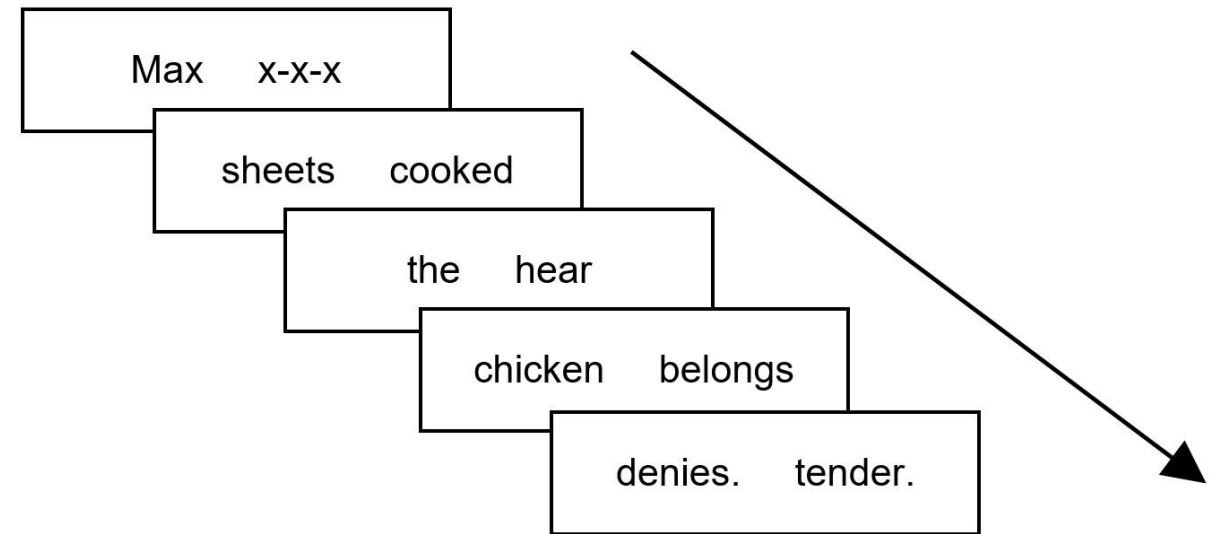 Max x-x-x
sheets cooked
the hear
chicken belongs
denies. tender.